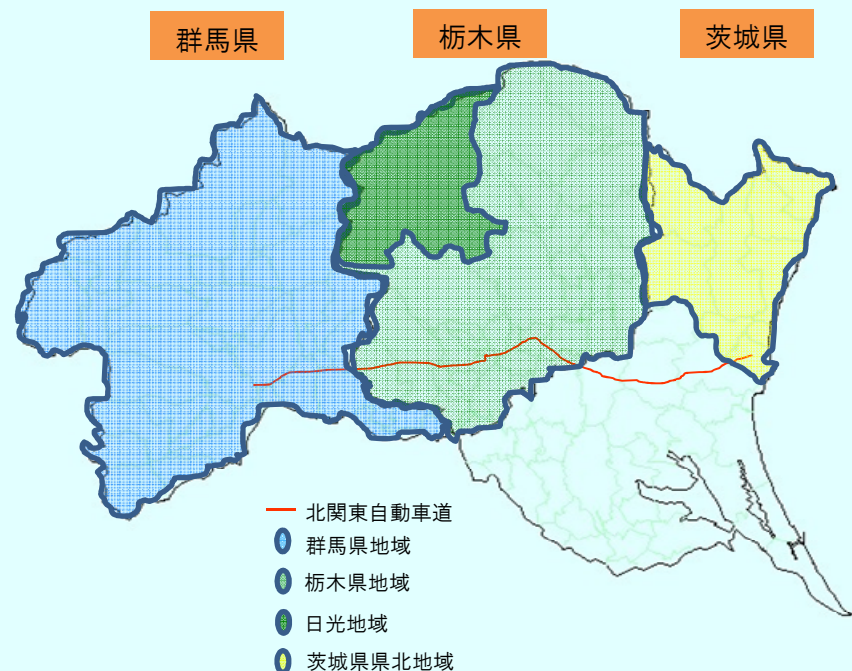 群馬県
栃木県
茨城県
北関東自動車道
群馬県地域
栃木県地域
日光地域
茨城県県北地域